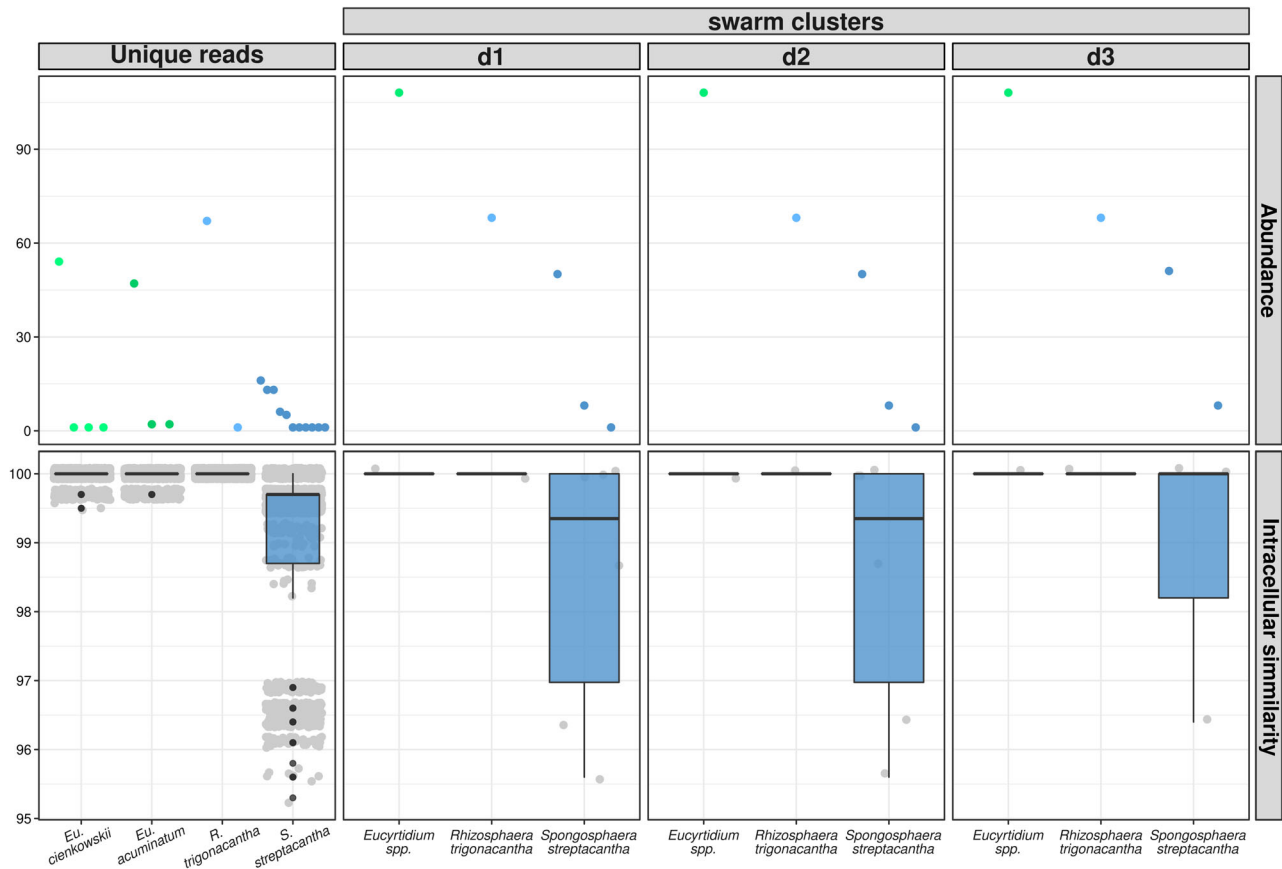 swarm clusters
Unique reads
d1
d2
d3
90
60
30
0
Abundance
100
99
98
97
96
95
Intracellular simmilarity
Eu.
cienkowskii
Eu.
acuminatum
R.
trigonacantha
S.
streptacantha
Eucyrtidium
spp.
Rhizosphaera
trigonacantha
Spongosphaera
streptacantha
Eucyrtidium
spp.
Rhizosphaera
trigonacantha
Spongosphaera
streptacantha
Eucyrtidium
spp.
Rhizosphaera
trigonacantha
Spongosphaera
streptacantha